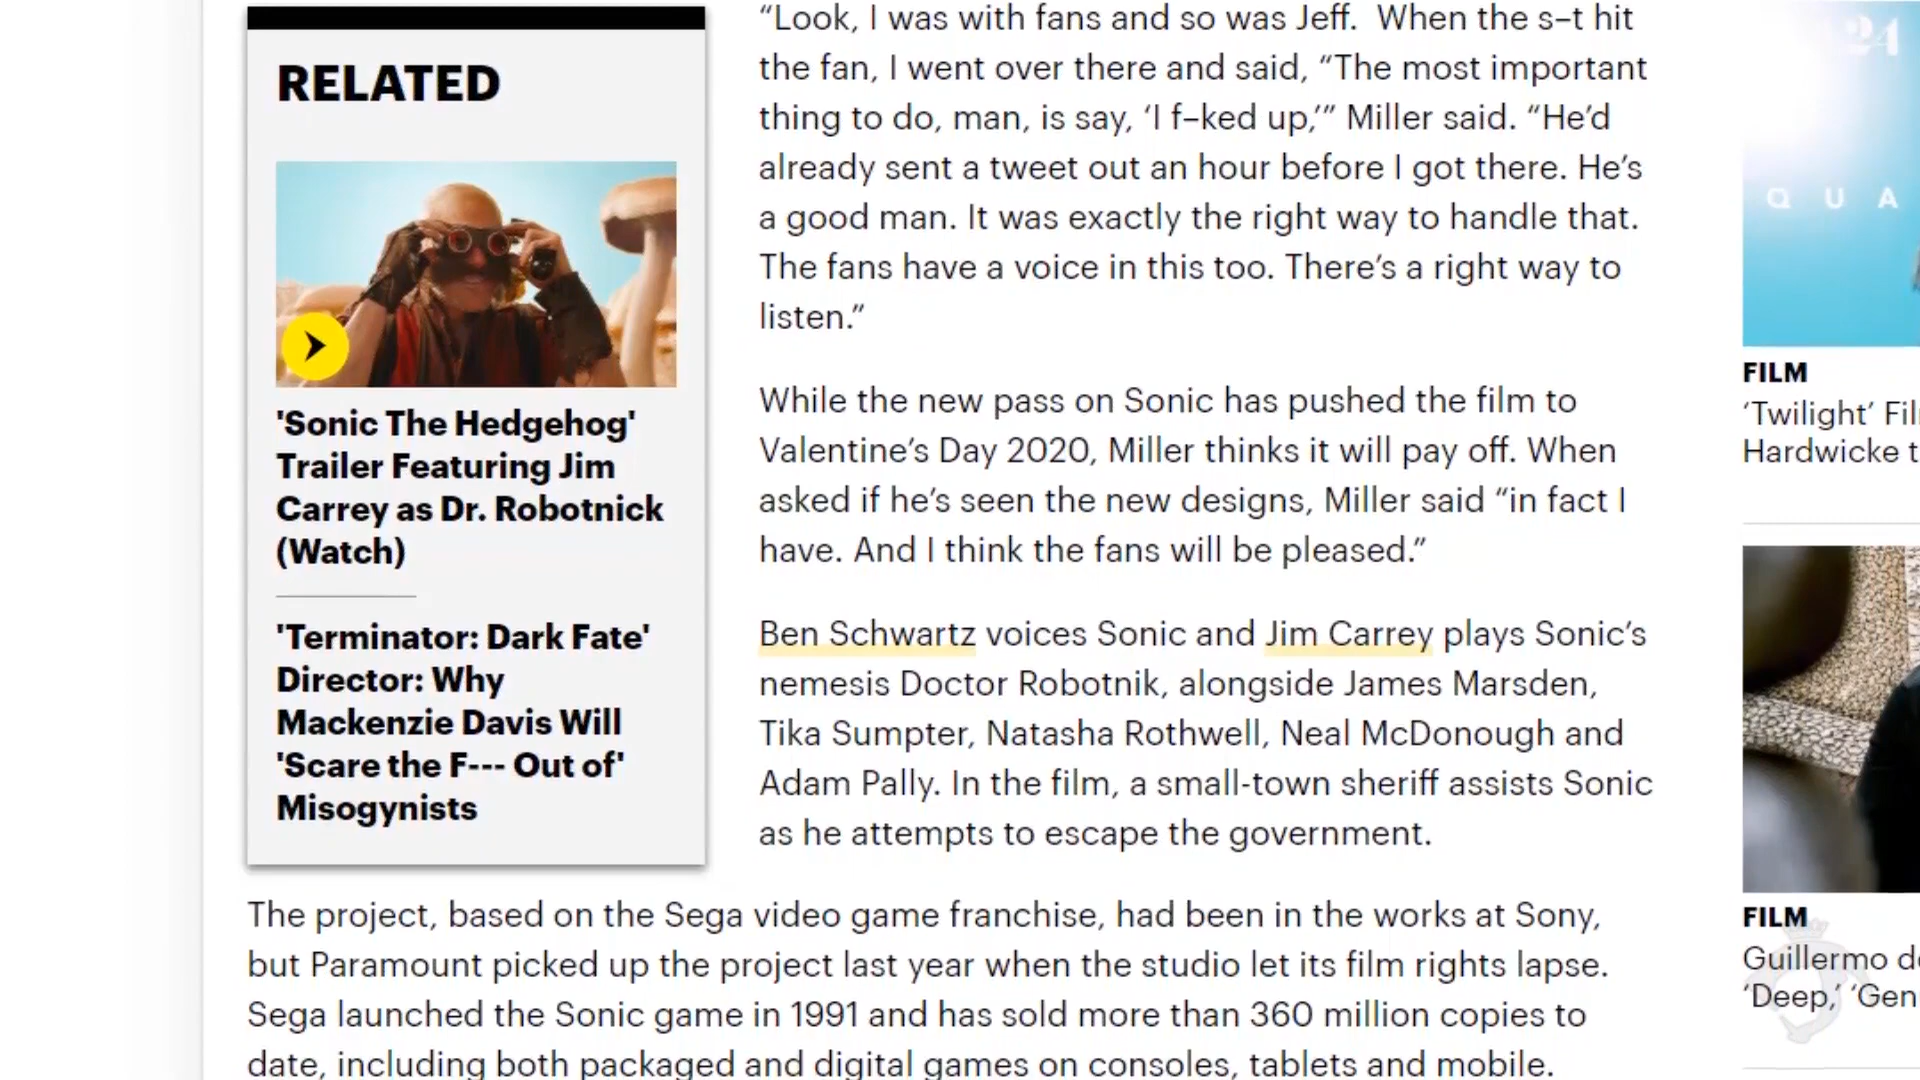 RELATED
'Sonic The Hedgehog'
Trailer Featuring Jim
Carrey as Dr. Robotnick
(Watch)
'Terminator: Dark Fate'
Director: Why
Mackenzie Davis Will
'Scare the F--- Out of'
Misogynists
“Look, I was with fans and so was Jeff.  When the s–t hit
the fan, I went over there and said, “The most important
thing to do, man, is say, ‘I f–ked up,’” Miller said. “He’d
already sent a tweet out an hour before I got there. He’s
a good man. It was exactly the right way to handle that.
The fans have a voice in this too. There’s a right way to
listen.”
While the new pass on Sonic has pushed the film to
Valentine’s Day 2020, Miller thinks it will pay off. When
asked if he’s seen the new designs, Miller said “in fact I
have. And I think the fans will be pleased.”
Ben Schwartz voices Sonic and Jim Carrey plays Sonic’s
nemesis Doctor Robotnik, alongside James Marsden,
Tika Sumpter, Natasha Rothwell, Neal McDonough and
Adam Pally. In the film, a small-town sheriff assists Sonic
as he attempts to escape the government.
The project, based on the Sega video game franchise, had been in the works at Sony,
but Paramount picked up the project last year when the studio let its film rights lapse.
Sega launched the Sonic game in 1991 and has sold more than 360 million copies to
date, including both packaged and digital games on consoles, tablets and mobile.
24
Q U A
FILM
‘Twilight’ Fil
Hardwicke t
FILM
Guillermo d
‘Deep,’ ‘Gen